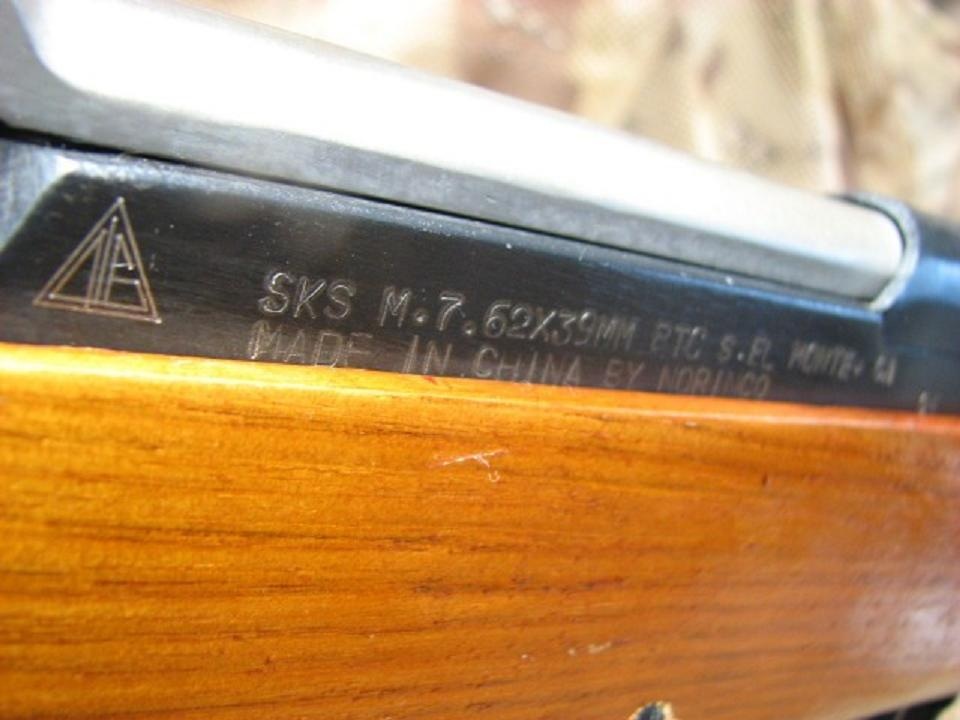 SKS M.7.62X39MM PTC S.EL MONTE, CA
MADE IN CHINA BY NORINCO